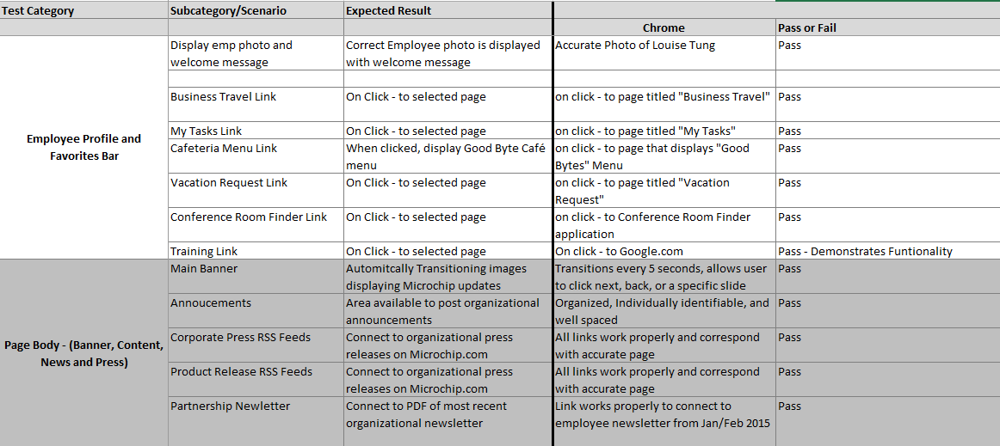 Test Category Subcategory/Scenario Expected Result
Chrome Pass or Fail
Employee Profile and
Favorites Bar
Display emp photo and
welcome message
Correct Employee photo is displayed
with welcome message
Accurate Photo of Louise Tung
Pass
Business Travel Link
On Click - to selected page
on click - to page titled "Business Travel"
Pass
My Tasks Link
On Click - to selected page
on click - to page titled "My Tasks"
Pass
Cafeteria Menu Link
When clicked, display Good Byte Café
menu
on click - to page that displays "Good
Bytes" Menu
Pass
Vacation Request Link
On Click - to selected page
on click - to page titled "Vacation
Request"
Pass
Conference Room Finder Link
On Click - to selected page
on click - to Conference Room Finder
application
Pass
Training Link
On Click - to selected page
On click - to Google.com
Pass - Demonstrates Funtionality
Page Body - (Banner, Content,
News and Press)
Main Banner
Automitcally Transitioning images
displaying Microchip updates
Transitions every 5 seconds, allows user
to click next, back, or a specific slide
Pass
Annoucements
Area available to post organizational
announcements
Organized, Individually identifiable, and
well spaced
Pass
Corporate Press RSS Feeds
Connect to organizational press
releases on Microchip.com
All links work properly and correspond
with accurate page
Pass
Product Release RSS Feeds
Connect to organizational press
releases on Microchip.com
All links work properly and correspond
with accurate page
Pass
Partnership Newletter
Connect to PDF of most recent
organizational newsletter
Link works properly to connect to
employee newsletter from Jan/Feb 2015
Pass